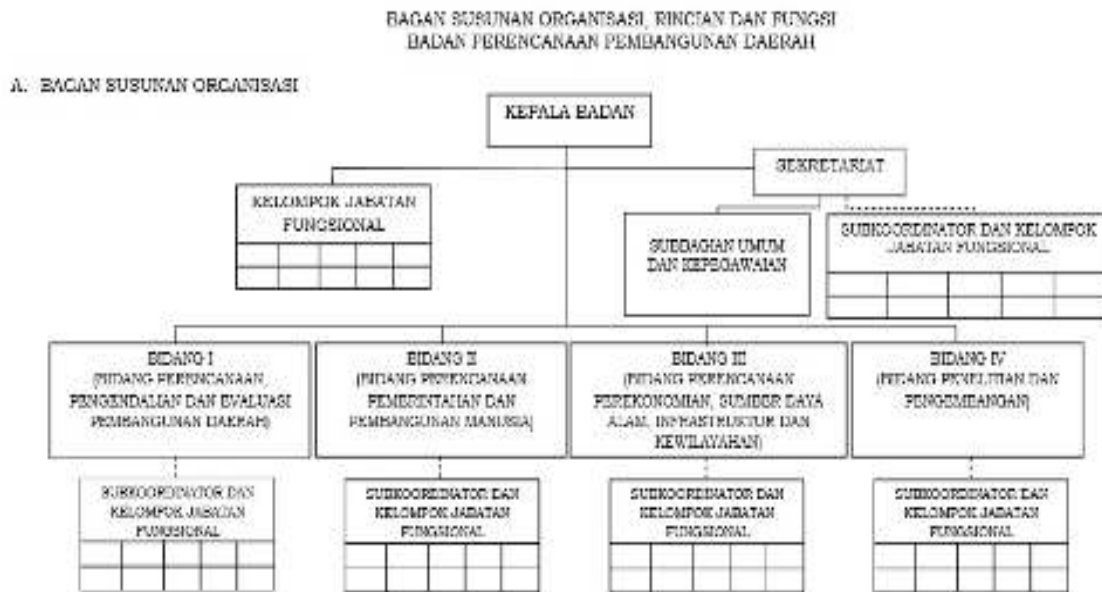 BAGAN SUSUNAN ORGANISASI, RINCIAN DAN FUNGSI
BADAN PERENCANAAN PEMBANGUNAN DAERAH
A. BAGAN SUSUNAN ORGANISASI
KEPALA BADAN
SEKRETARIAT
KELOMPOK JABATAN
FUNGSIONAL
SUBBAGIAN UMUM
DAN KEPEGAWAIAN
SUBKOORDINATOR DAN KELOMPOK
JABATAN FUNGSIONAL
BIDANG I
(BIDANG PERENCANAAN,
PENGENDALIAN DAN EVALUASI
PEMBANGUNAN DAERAH)
BIDANG II
(BIDANG PERENCANAAN
PEMERINTAHAN DAN
PEMBANGUNAN MANUSIA)
BIDANG III
(BIDANG PERENCANAAN
PEREKONOMIAN, SUMBER DAYA
ALAM, INFRASTRUKTUR DAN
KEWILAYAHAN)
BIDANG IV
(BIDANG PENELITIAN DAN
PENGEMBANGAN)
SUBKOORDINATOR DAN
KELOMPOK JABATAN
FUNGSIONAL
SUBKOORDINATOR DAN
KELOMPOK JABATAN
FUNGSIONAL
SUBKOORDINATOR DAN
KELOMPOK JABATAN
FUNGSIONAL
SUBKOORDINATOR DAN
KELOMPOK JABATAN
FUNGSIONAL